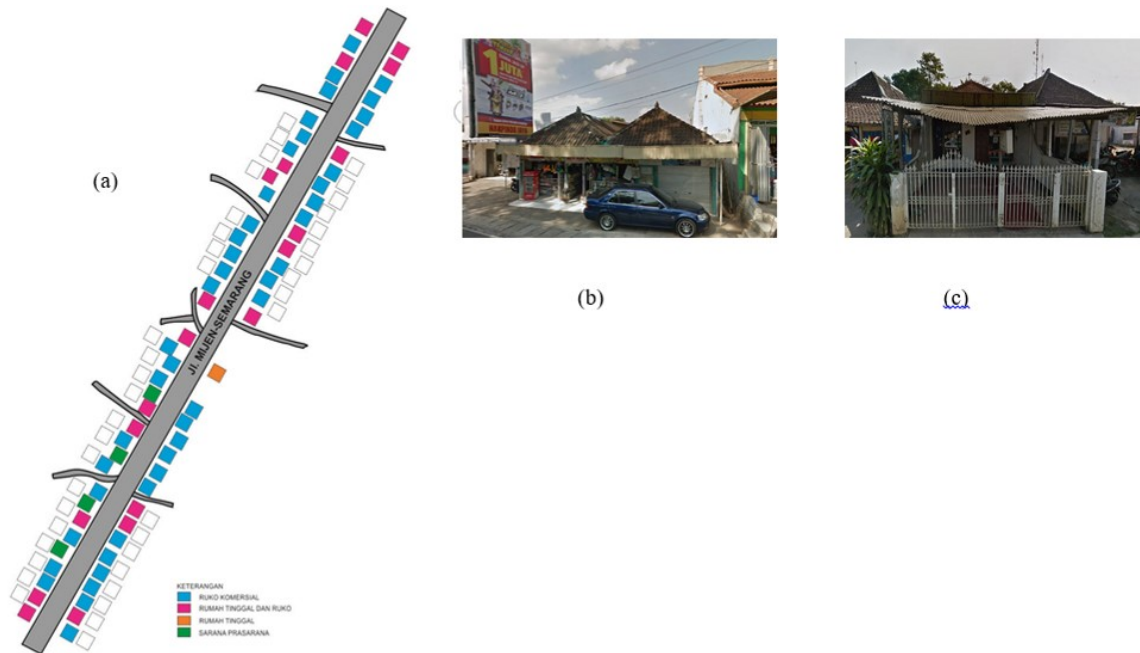 (a)
JL. MIJEN-SEMARANG
KETERANGAN
RUKO KOMERSIAL
RUMAH TINGGAL DAN RUKO
RUMAH TINGGAL
SARANA PRASARANA
1
JUTA
(b)
(c)